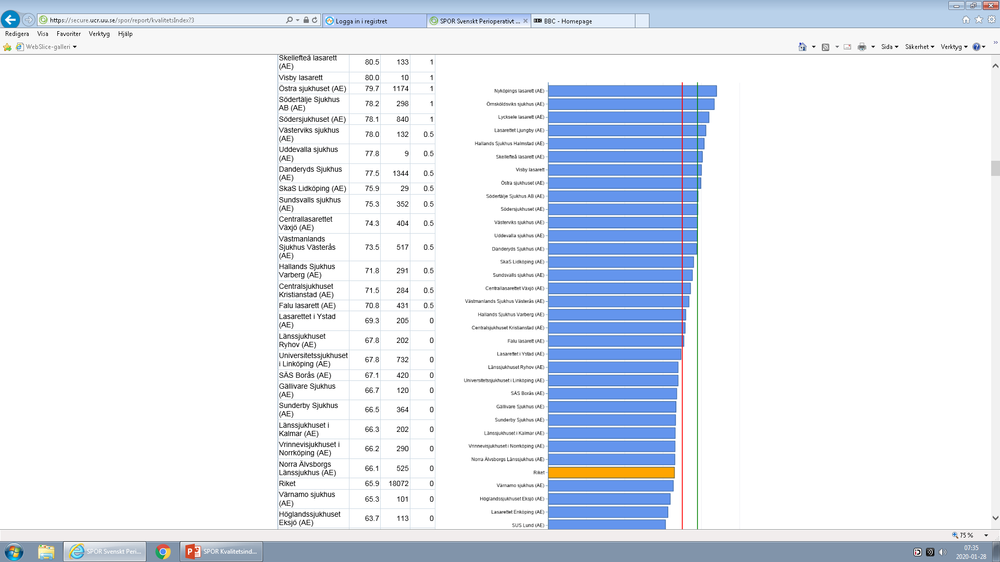 https://secure.ucr.uu.se/spor/report/kvalitetsIndex?3
Logga in i registret
SPOR Svenskt Perioperativt ...
BBC - Homepage
Redigera Visa Favoriter Verktyg Hjälp
WebSlice-galleri
Sida Säkerhet Verktyg
Skellefteå lasarett
(AE) 80.5 133 1
Visby lasarett 80.0 10 1
Östra sjukhuset (AE) 79.7 1174 1
Södertälje Sjukhus
AB (AE) 78.2 298 1
Södersjukhuset (AE) 78.1 840 1
Västerviks sjukhus
(AE) 78.0 132 0.5
Uddevalla sjukhus
(AE) 77.8 9 0.5
Danderyds Sjukhus
(AE) 77.5 1344 0.5
SkaS Lidköping (AE) 75.9 29 0.5
Sundsvalls sjukhus
(AE) 75.3 352 0.5
Centrallasarettet
Växjö (AE) 74.3 404 0.5
Västmanlands
Sjukhus Västerås
(AE) 73.5 517 0.5
Hallands Sjukhus
Varberg (AE) 71.8 291 0.5
Centralsjukhuset
Kristianstad (AE) 71.5 284 0.5
Falu lasarett (AE) 70.8 431 0.5
Lasarettet i Ystad
(AE) 69.3 205 0
Länssjukhuset
Ryhov (AE) 67.8 202 0
Universitetssjukhuset
i Linköping (AE) 67.8 732 0
SÄS Borås (AE) 67.1 420 0
Gällivare Sjukhus
(AE) 66.7 120 0
Sunderby Sjukhus
(AE) 66.5 364 0
Länssjukhuset i
Kalmar (AE) 66.3 202 0
Vrinnevisjukhuset i
Norrköping (AE) 66.2 290 0
Norra Älvsborgs
Länssjukhus (AE) 66.1 525 0
Riket 65.9 18072 0
Värnamo sjukhus
(AE) 65.3 101 0
Höglandssjukhuset
Eksjö (AE) 63.7 113 0
Nyköpings lasarett (AE)
Örnsköldsviks sjukhus (AE)
Lycksele lasarett (AE)
Lasarettet Ljungby (AE)
Hallands Sjukhus Halmstad (AE)
Skellefteå lasarett (AE)
Visby lasarett
Östra sjukhuset (AE)
Södertälje Sjukhus AB (AE)
Södersjukhuset (AE)
Västerviks sjukhus (AE)
Uddevalla sjukhus (AE)
Danderyds Sjukhus (AE)
SkaS Lidköping (AE)
Sundsvalls sjukhus (AE)
Centrallasarettet Växjö (AE)
Västmanlands Sjukhus Västerås (AE)
Hallands Sjukhus Varberg (AE)
Centralsjukhuset Kristianstad (AE)
Falu lasarett (AE)
Lasarettet i Ystad (AE)
Länssjukhuset Ryhov (AE)
Universitetssjukhuset i Linköping (AE)
SÄS Borås (AE)
Gällivare Sjukhus (AE)
Sunderby Sjukhus (AE)
Länssjukhuset i Kalmar (AE)
Vrinnevisjukhuset i Norrköping (AE)
Norra Älvsborgs Länssjukhus (AE)
Riket
Värnamo sjukhus (AE)
Höglandssjukhuset Eksjö (AE)
Lasarettet Enköping (AE)
SUS Lund (AE)
75 %
SPOR Svenskt Peri...
SPOR Kvalitetsind...
07:35
2020-01-28